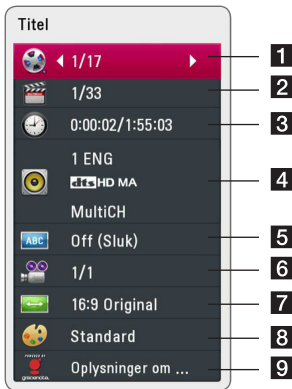 Titel
1/17
1
1/33
2
0:00:02/1:55:03
3
1 ENG
dts HD MA
MultiCH
4
ABC
Off (Sluk)
5
1/1
6
16:9 Original
7
Standard
8
POWERED BY
gracenote.
Oplysninger om ...
9